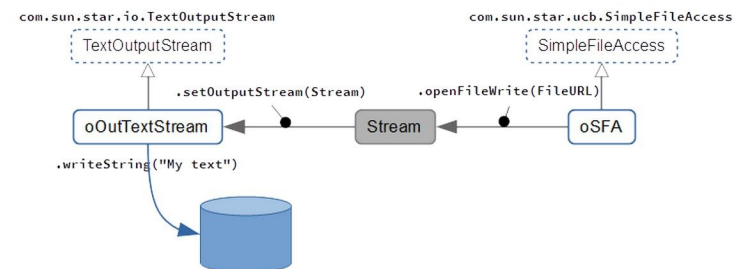 com.sun.star.io.TextOutputStream
com.sun.star.ucb.SimpleFileAccess
TextOutputStream
SimpleFileAccess
.setOutputStream(Stream)
.openFileWrite(FileURL)
oOutTextStream
Stream
oSFA
.writeString("My text")